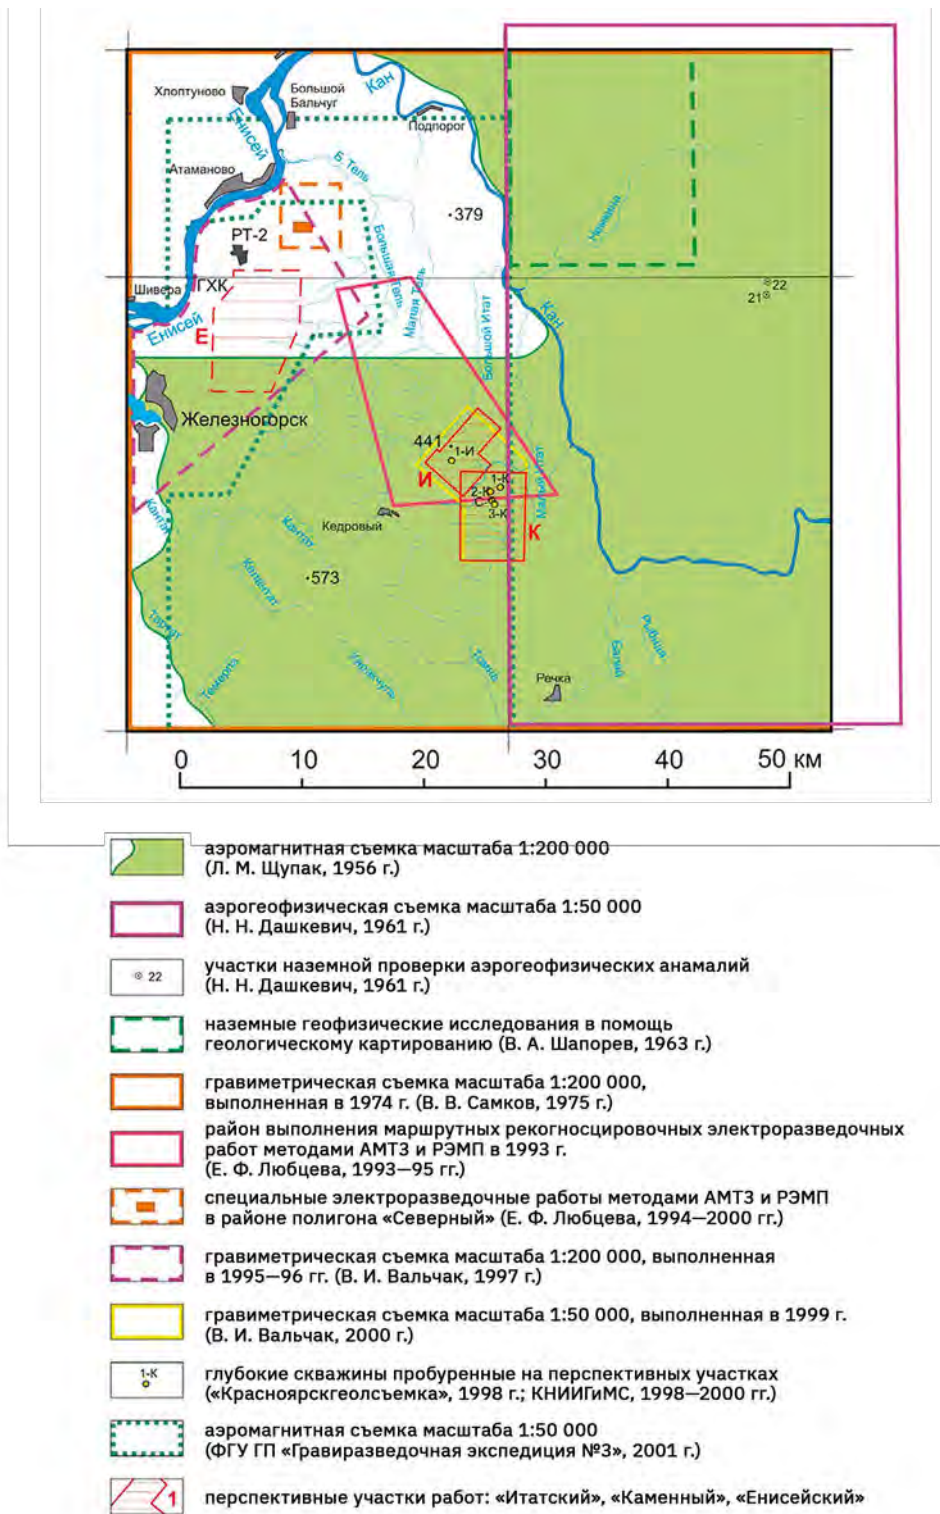 Кан
Хлоптуново
Большой
Бальчуг
Подпорог
Енисей
Атаманово
Б. Тель
379
РТ-2
Большая Тель
Малая Тель
22
21
Шивера
ГХК
Енисей
Е
Большой Итат
Кан
Железногорск
441
1-И
И
1-К
2-К
3-К
К
Малый Итат
Кантат
Кедровый
Кантат
573
Тартат
Рыбная
Речка
0 10 20 30 40 50 км
аэромагнитная съемка масштаба 1:200 000
(Л. М. Щупак, 1956 г.)
аэрогеофизическая съемка масштаба 1:50 000
(Н. Н. Дашкевич, 1961 г.)
22
участки наземной проверки аэрогеофизических анамалий
(Н. Н. Дашкевич, 1961 г.)
наземные геофизические исследования в помощь
геологическому картированию (В. А. Шапорев, 1963 г.)
гравиметрическая съемка масштаба 1:200 000,
выполненная в 1974 г. (В. В. Самков, 1975 г.)
район выполнения маршрутных рекогносцировочных электроразведочных
работ методами АМТЗ и РЭМП в 1993 г.
(Е. Ф. Любцева, 1993—95 гг.)
специальные электроразведочные работы методами АМТЗ и РЭМП
в районе полигона «Северный» (Е. Ф. Любцева, 1994—2000 гг.)
гравиметрическая съемка масштаба 1:200 000, выполненная
в 1995—96 гг. (В. И. Вальчак, 1997 г.)
гравиметрическая съемка масштаба 1:50 000, выполненная в 1999 г.
(В. И. Вальчак, 2000 г.)
1-К
глубокие скважины пробуренные на перспективных участках
(«Красноярскгеолсъемка», 1998 г.; КНИИГиМС, 1998—2000 гг.)
аэромагнитная съемка масштаба 1:50 000
(ФГУ ГП «Гравиразведочная экспедиция №3», 2001 г.)
1
перспективные участки работ: «Итатский», «Каменный», «Енисейский»